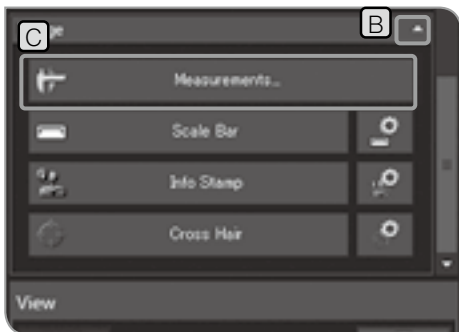 C
B
Measurements...
Scale Bar
Info Stamp
Cross Hair
View